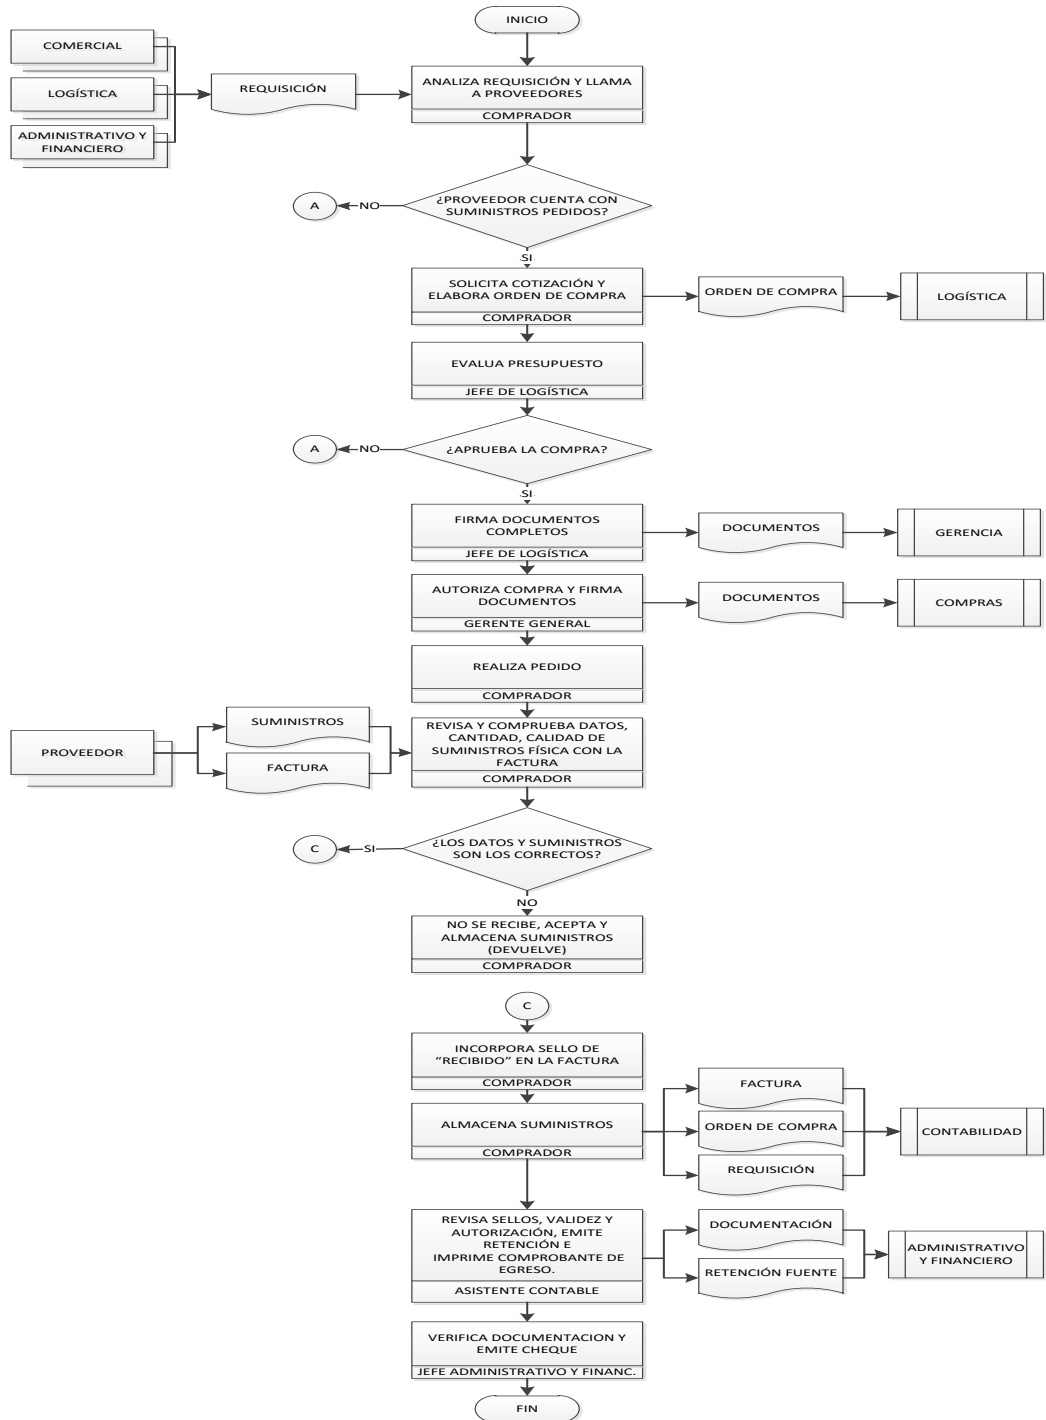 INICIO
COMERCIAL
LOGÍSTICA
ADMINISTRATIVO Y
FINANCIERO
REQUISICIÓN
ANALIZA REQUISICIÓN Y LLAMA
A PROVEEDORES
COMPRADOR
¿PROVEEDOR CUENTA CON
SUMINISTROS PEDIDOS?
NO
A
SI
SOLICITA COTIZACIÓN Y
ELABORA ORDEN DE COMPRA
COMPRADOR
ORDEN DE COMPRA
LOGÍSTICA
EVALUA PRESUPUESTO
JEFE DE LOGÍSTICA
¿APRUEBA LA COMPRA?
NO
A
SI
FIRMA DOCUMENTOS
COMPLETOS
JEFE DE LOGÍSTICA
DOCUMENTOS
GERENCIA
AUTORIZA COMPRA Y FIRMA
DOCUMENTOS
GERENTE GENERAL
DOCUMENTOS
COMPRAS
REALIZA PEDIDO
COMPRADOR
PROVEEDOR
SUMINISTROS
FACTURA
REVISA Y COMPRUEBA DATOS,
CANTIDAD, CALIDAD DE
SUMINISTROS FÍSICA CON LA
FACTURA
COMPRADOR
¿LOS DATOS Y SUMINISTROS
SON LOS CORRECTOS?
SI
C
NO
NO SE RECIBE, ACEPTA Y
ALMACENA SUMINISTROS
(DEVUELVE)
COMPRADOR
C
INCORPORA SELLO DE
“RECIBIDO” EN LA FACTURA
COMPRADOR
ALMACENA SUMINISTROS
COMPRADOR
FACTURA
ORDEN DE COMPRA
REQUISICIÓN
CONTABILIDAD
REVISA SELLOS, VALIDEZ Y
AUTORIZACIÓN, EMITE
RETENCIÓN E
IMPRIME COMPROBANTE DE
EGRESO.
ASISTENTE CONTABLE
DOCUMENTACIÓN
RETENCIÓN FUENTE
ADMINISTRATIVO
Y FINANCIERO
VERIFICA DOCUMENTACION Y
EMITE CHEQUE
JEFE ADMINISTRATIVO Y FINANC.
FIN